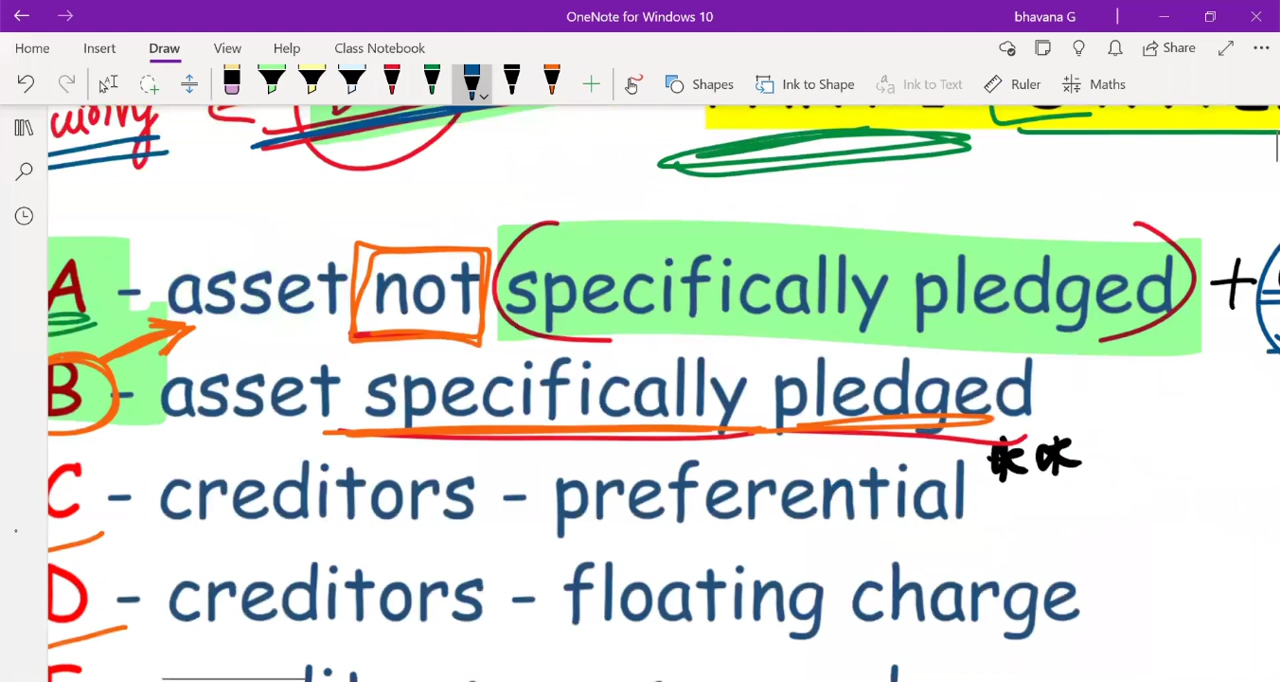 OneNote for Windows 10
bhavana G
Home Insert Draw View Help Class Notebook Share
Shapes Ink to Shape Ink to Text Ruler Maths
worry
A - asset not (specifically pledged) +
B - asset specifically pledged
C - creditors - preferential **
D - creditors - floating charge